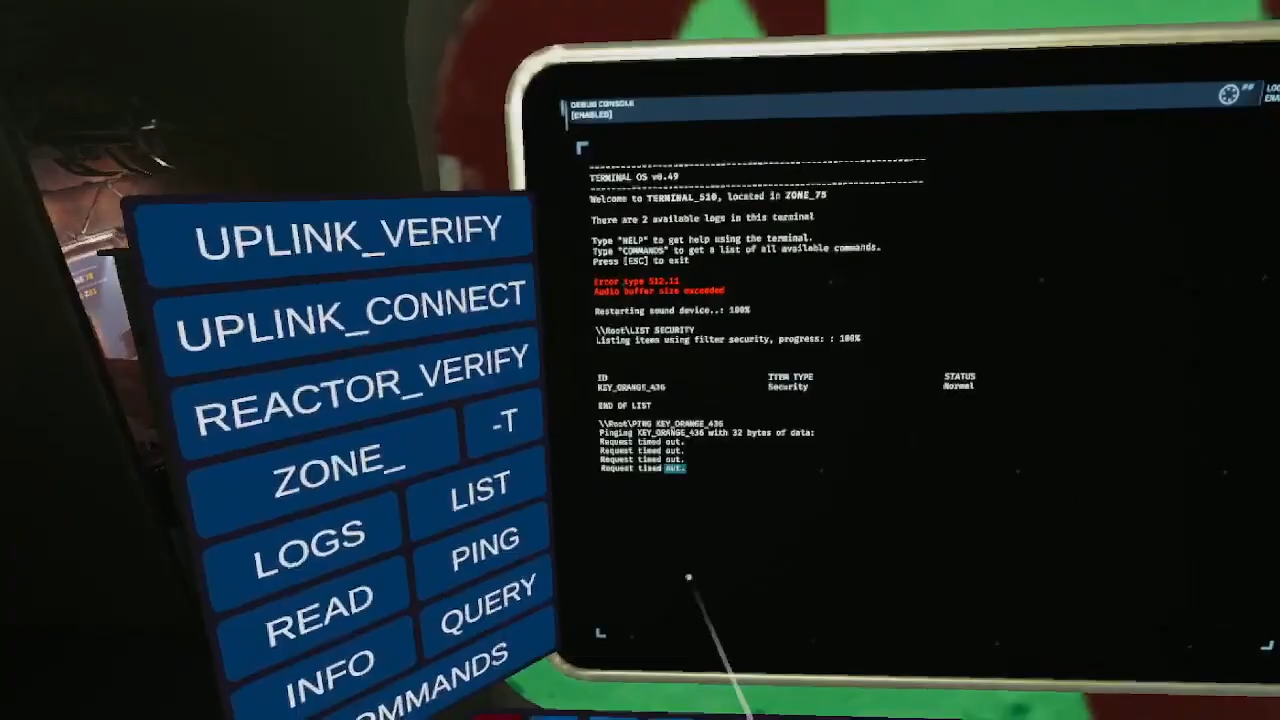 DEBUG CONSOLE
[ENABLED]
TERMINAL OS v0.49
Welcome to TERMINAL_510, located in ZONE_75
There are 2 available logs in this terminal
Type "HELP" to get help using the terminal.
Type "COMMANDS" to get a list of all available commands.
Press [ESC] to exit
Error type 512.11
Audio buffer size exceeded
Restarting sound device..: 100%
\\Root\LIST SECURITY
Listing items using filter security, progress: : 100%
ID ITEM TYPE STATUS
KEY_ORANGE_436 Security Normal
END OF LIST
\\Root\PING KEY_ORANGE_436
Pinging KEY_ORANGE_436 with 32 bytes of data:
Request timed out.
Request timed out.
Request timed out.
Request timed out.
UPLINK_VERIFY
UPLINK_CONNECT
REACTOR_VERIFY
ZONE_ -T
LOGS LIST
READ PING
INFO QUERY
OMMANDS